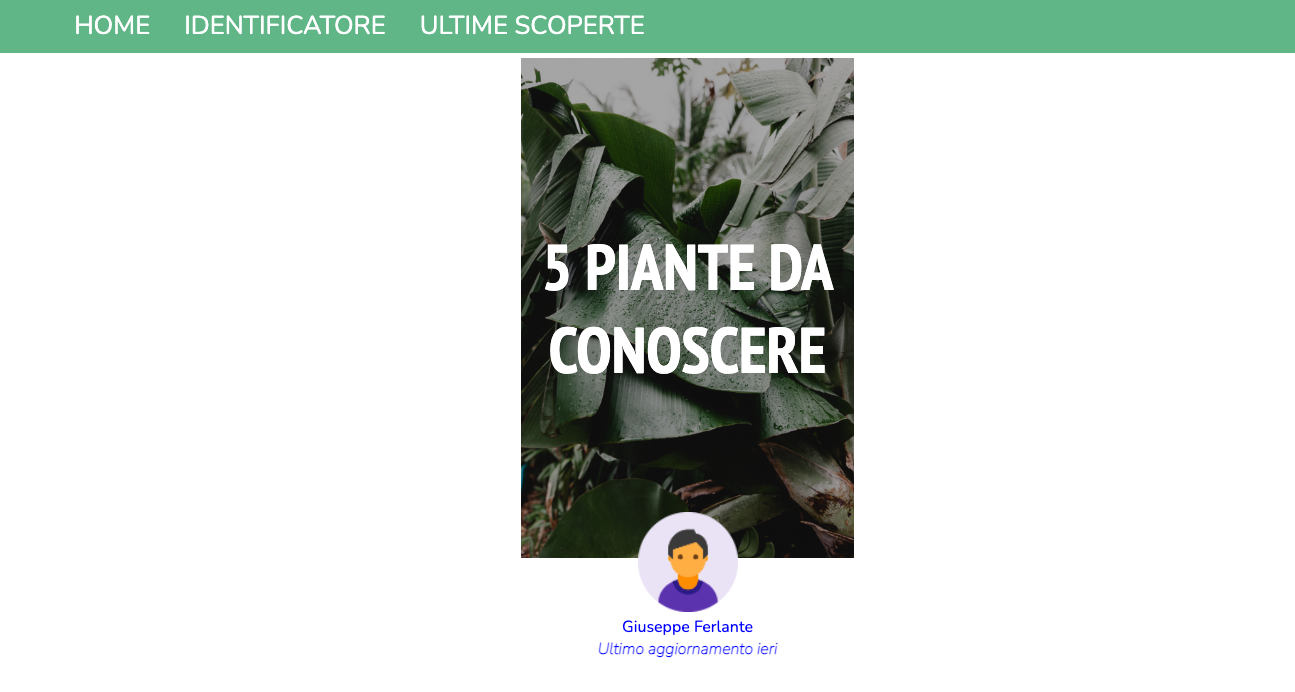 HOME IDENTIFICATORE ULTIME SCOPERTE
5 PIANTE DA
CONOSCERE
Giuseppe Ferlante
Ultimo aggiornamento ieri